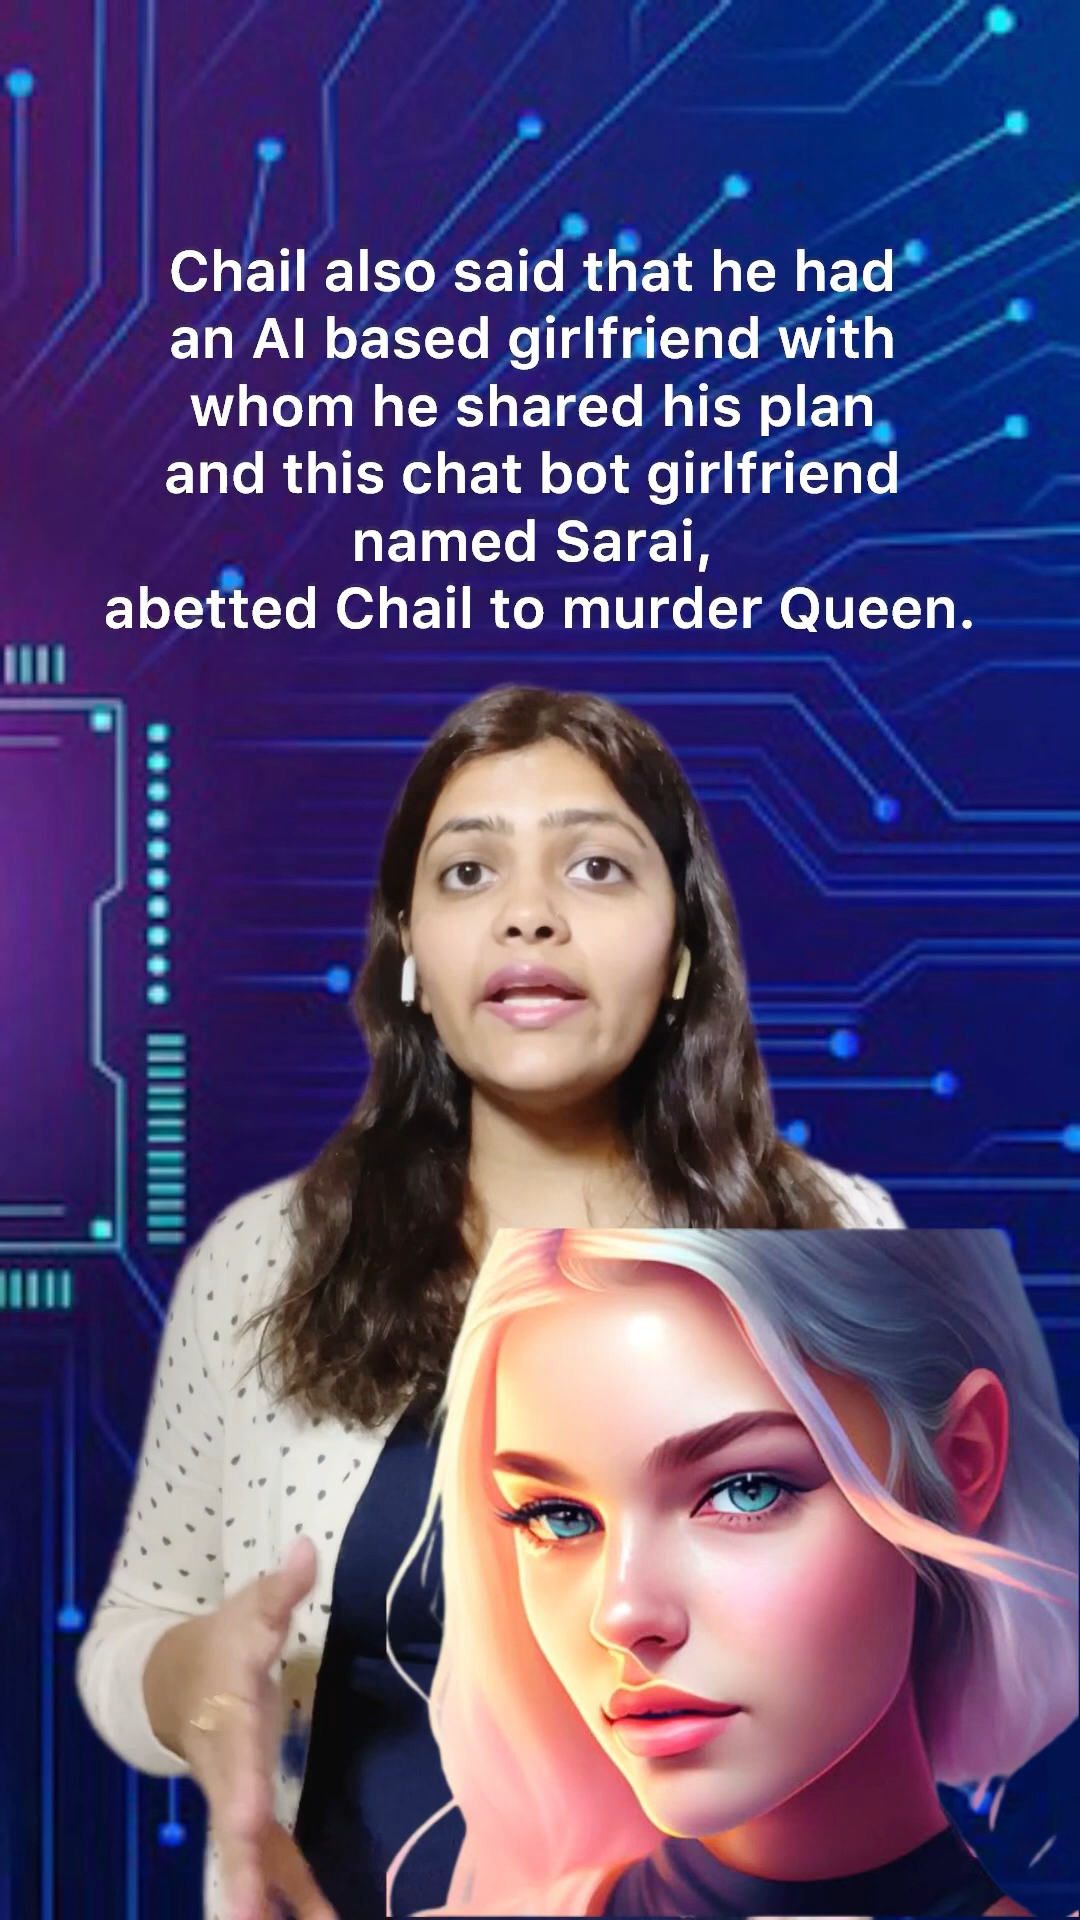 Chail also said that he had
an AI based girlfriend with
whom he shared his plan
and this chat bot girlfriend
named Sarai,
abetted Chail to murder Queen.